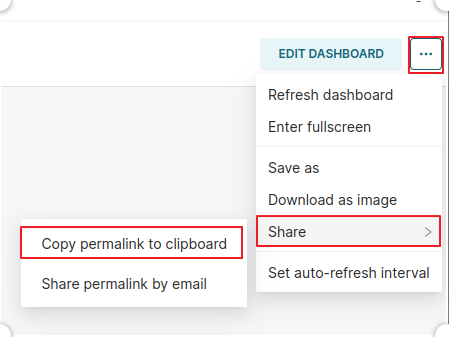 EDIT DASHBOARD ...
Refresh dashboard
Enter fullscreen
Save as
Download as image
Share
Copy permalink to clipboard
Share permalink by email
Set auto-refresh interval